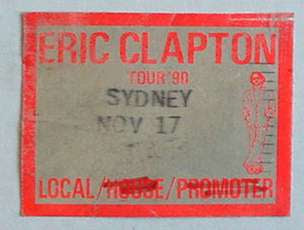 ERIC CLAPTON
TOUR '90
SYDNEY
NOV 17
LOCAL/HOUSE/PROMOTER